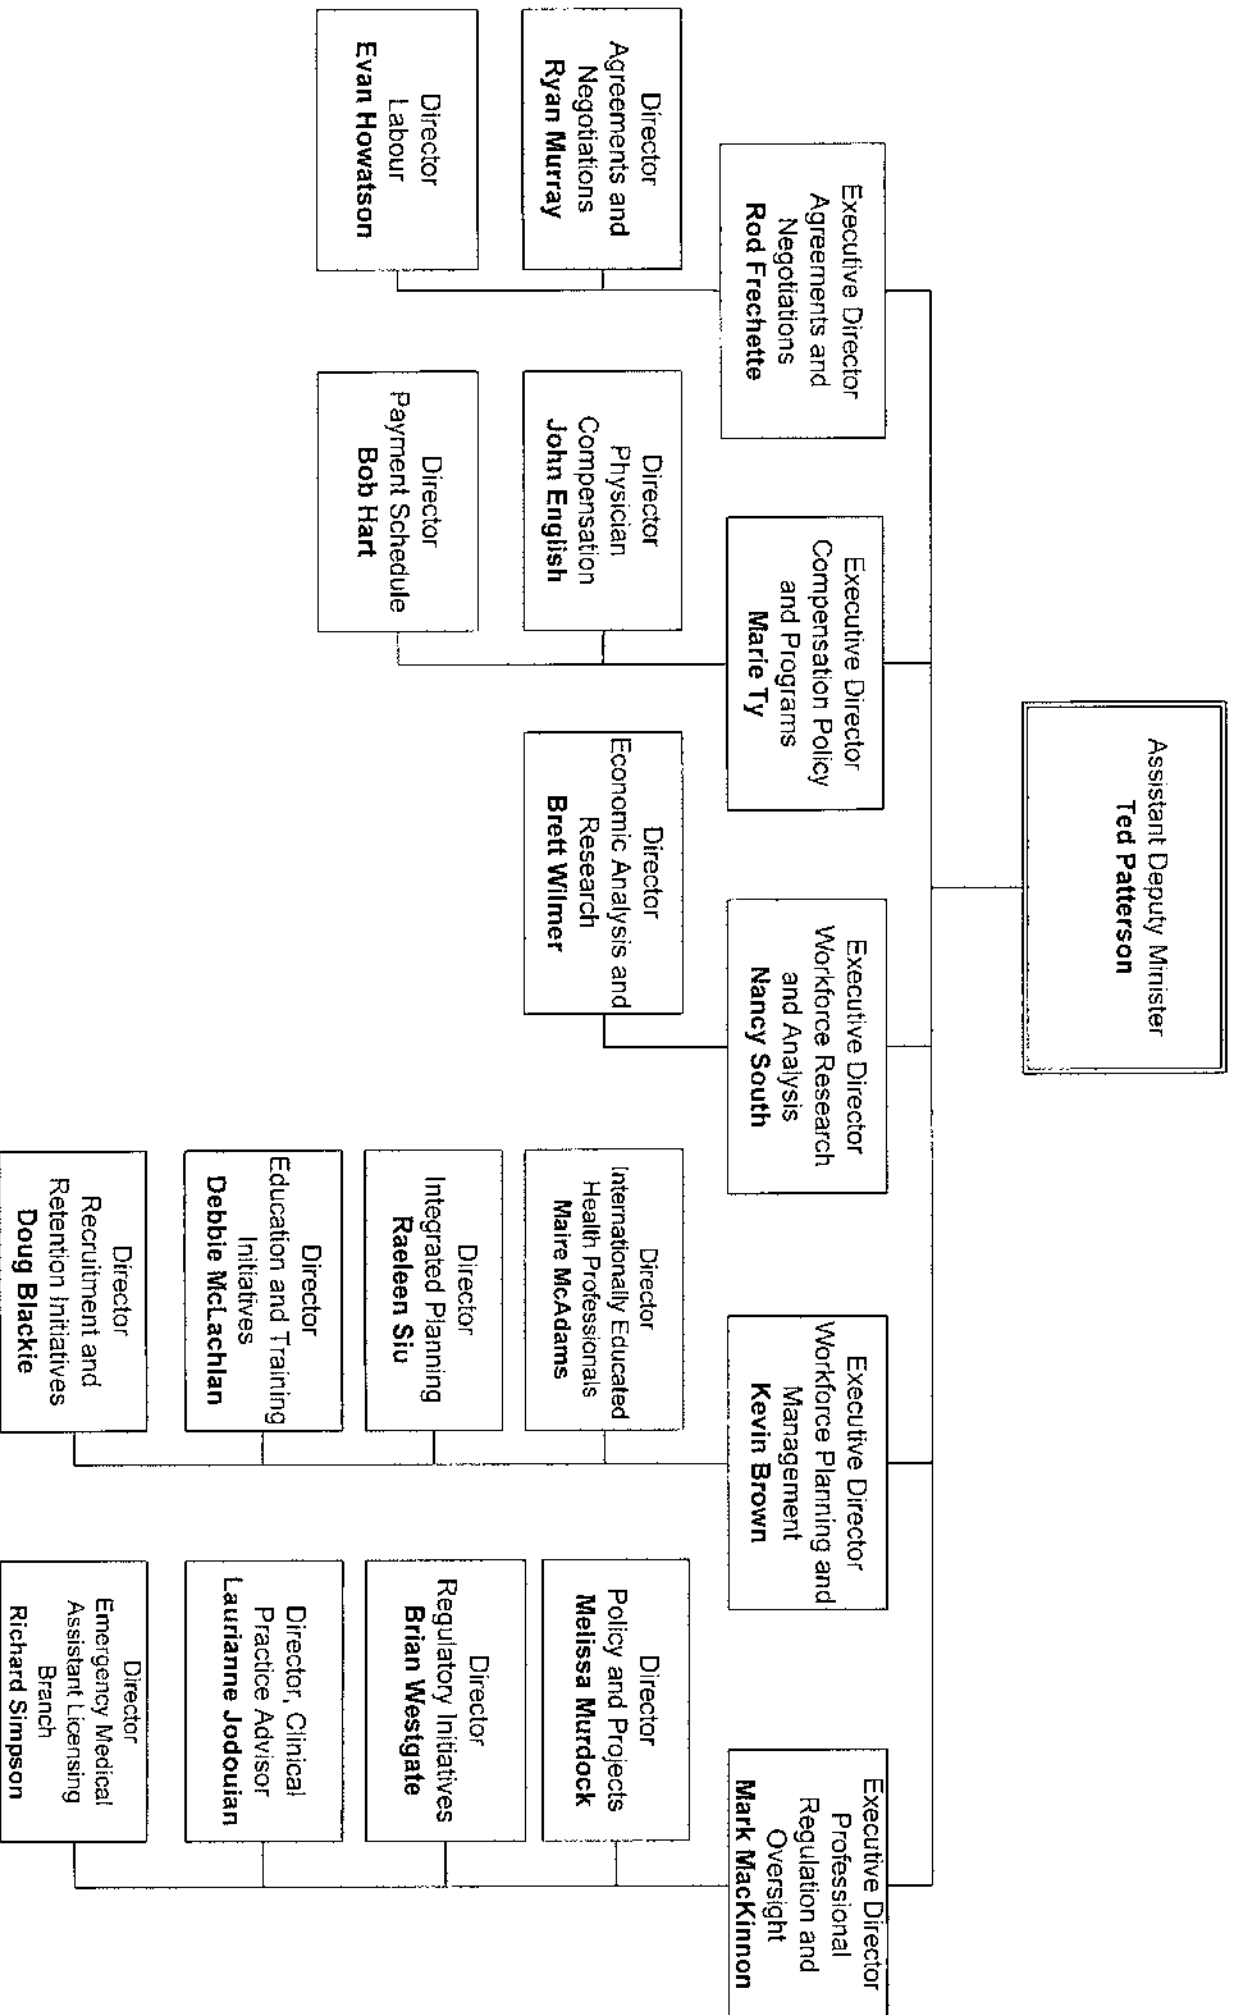 Assistant Deputy Minister
Ted Patterson
Executive Director
Agreements and
Negotiations
Rod Frechette
Executive Director
Compensation Policy
and Programs
Marie Ty
Executive Director
Workforce Research
and Analysis
Nancy South
Executive Director
Workforce Planning and
Management
Kevin Brown
Executive Director
Professional
Regulation and
Oversight
Mark MacKinnon
Director
Agreements and
Negotiations
Ryan Murray
Director
Physician
Compensation
John English
Director
Economic Analysis and
Research
Brett Wilmer
Director
Internationally Educated
Health Professionals
Maire McAdams
Director
Policy and Projects
Melissa Murdock
Director
Labour
Evan Howatson
Director
Payment Schedule
Bob Hart
Director
Integrated Planning
Raeleen Siu
Director
Regulatory Initiatives
Brian Westgate
Director
Education and Training
Initiatives
Debbie McLachlan
Director, Clinical
Practice Advisor
Laurianne Jodouian
Director
Recruitment and
Retention Initiatives
Doug Blackie
Director
Emergency Medical
Assistant Licensing
Branch
Richard Simpson